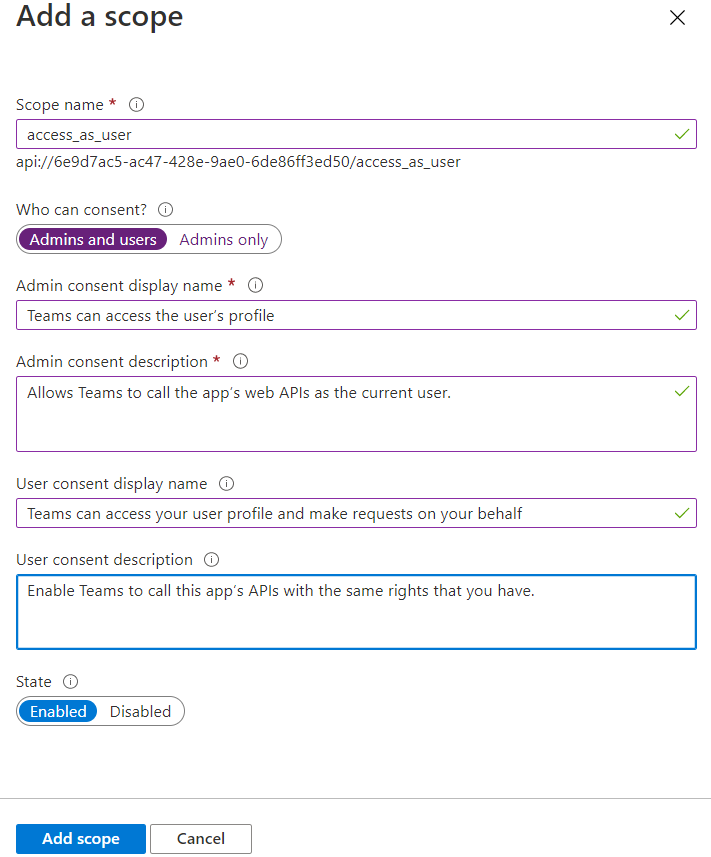 Add a scope
Scope name *
access_as_user
api://6e9d7ac5-ac47-428e-9ae0-6de86ff3ed50/access_as_user
Who can consent?
Admins and users Admins only
Admin consent display name *
Teams can access the user's profile
Admin consent description *
Allows Teams to call the app's web APIs as the current user.
User consent display name
Teams can access your user profile and make requests on your behalf
User consent description
Enable Teams to call this app's APIs with the same rights that you have.
State
Enabled Disabled
Add scope Cancel